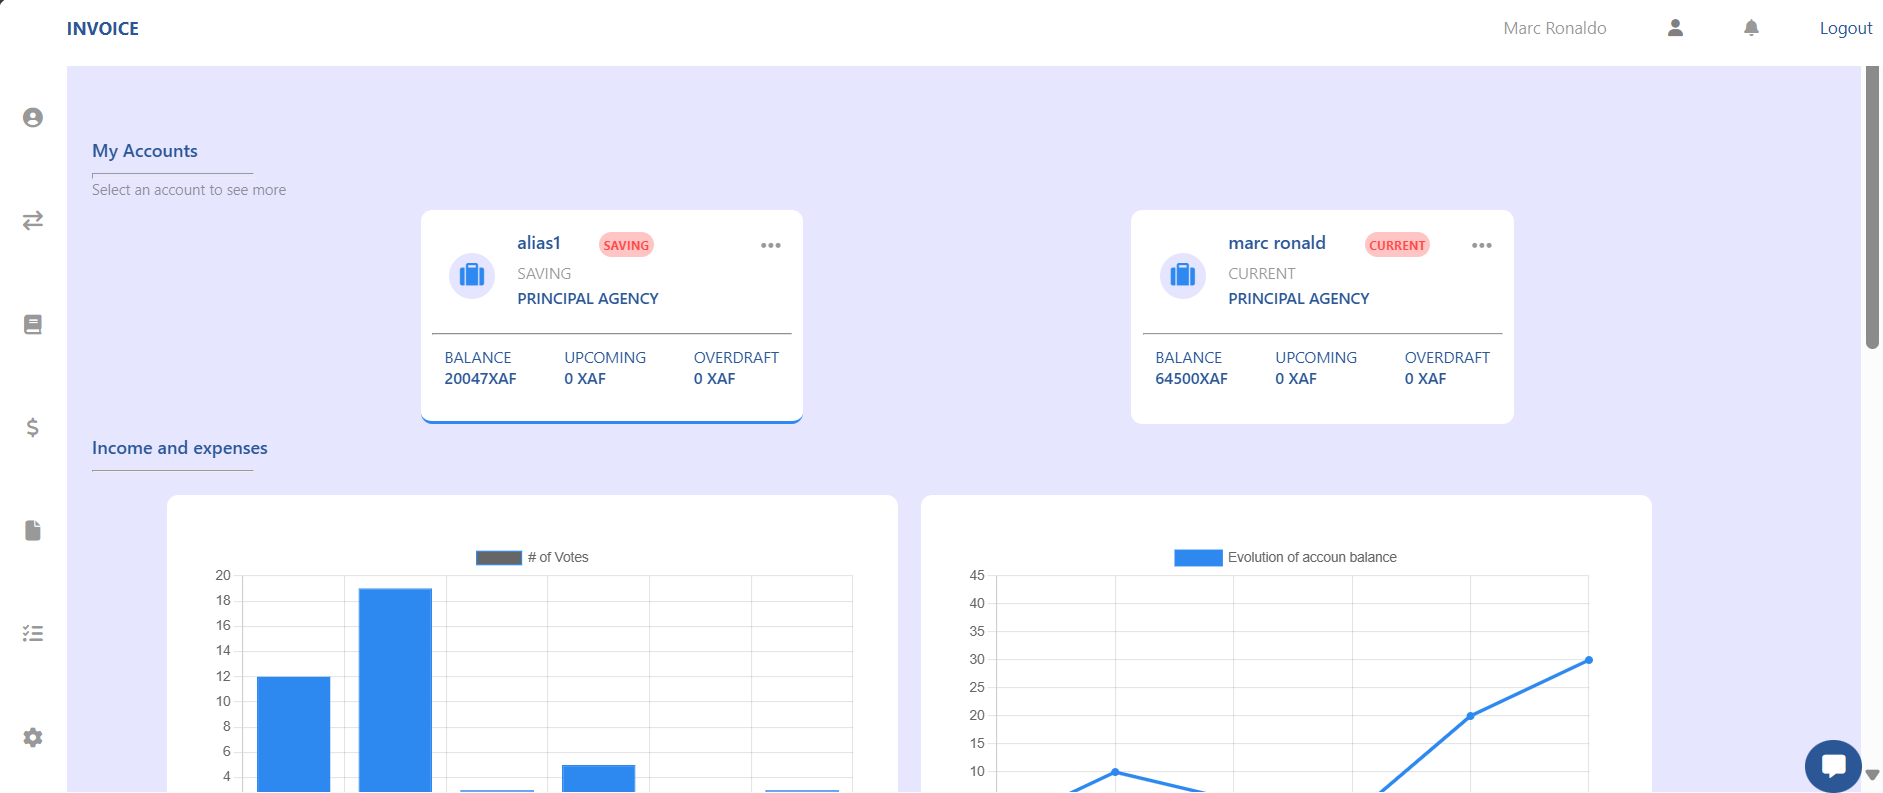 INVOICE
Marc Ronaldo
Logout
My Accounts
Select an account to see more
alias1 SAVING
SAVING
PRINCIPAL AGENCY
BALANCE UPCOMING OVERDRAFT
20047XAF 0 XAF 0 XAF
marc ronald CURRENT
CURRENT
PRINCIPAL AGENCY
BALANCE UPCOMING OVERDRAFT
64500XAF 0 XAF 0 XAF
Income and expenses
# of Votes
20
18
16
14
12
10
8
6
4
Evolution of accoun balance
45
40
35
30
25
20
15
10